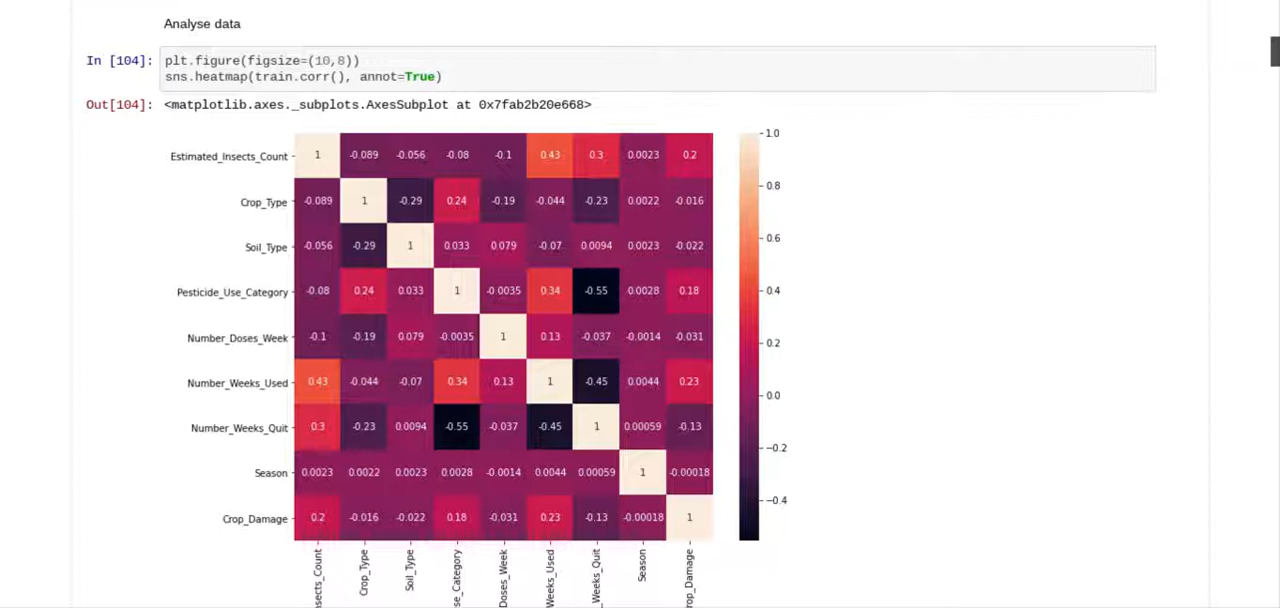 Analyse data
In [104]: plt.figure(figsize=(10,8))
sns.heatmap(train.corr(), annot=True)
Out[104]: <matplotlib.axes._subplots.AxesSubplot at 0x7fab2b20e668>
1.0
Estimated_Insects_Count 1 -0.089 -0.056 -0.08 -0.1 0.43 0.3 0.0023 0.2
0.8
Crop_Type -0.089 1 -0.29 0.24 -0.19 -0.044 -0.23 0.0022 -0.016
0.6
Soil_Type -0.056 -0.29 1 0.033 0.079 -0.07 0.0094 0.0023 -0.022
Pesticide_Use_Category -0.08 0.24 0.033 1 -0.0035 0.34 -0.55 0.0028 0.18
0.4
Number_Doses_Week -0.1 -0.19 0.079 -0.0035 1 0.13 -0.037 -0.0014 -0.031
0.2
Number_Weeks_Used 0.43 -0.044 -0.07 0.34 0.13 1 -0.45 0.0044 0.23
0.0
Number_Weeks_Quit 0.3 -0.23 0.0094 -0.55 -0.037 -0.45 1 0.00059 -0.13
-0.2
Season 0.0023 0.0022 0.0023 0.0028 -0.0014 0.0044 0.00059 1 -0.00018
-0.4
Crop_Damage 0.2 -0.016 -0.022 0.18 -0.031 0.23 -0.13 -0.00018 1
nsects_Count
Crop_Type
Soil_Type
se_Category
Doses_Week
Weeks_Used
_Weeks_Quit
Season
rop_Damage